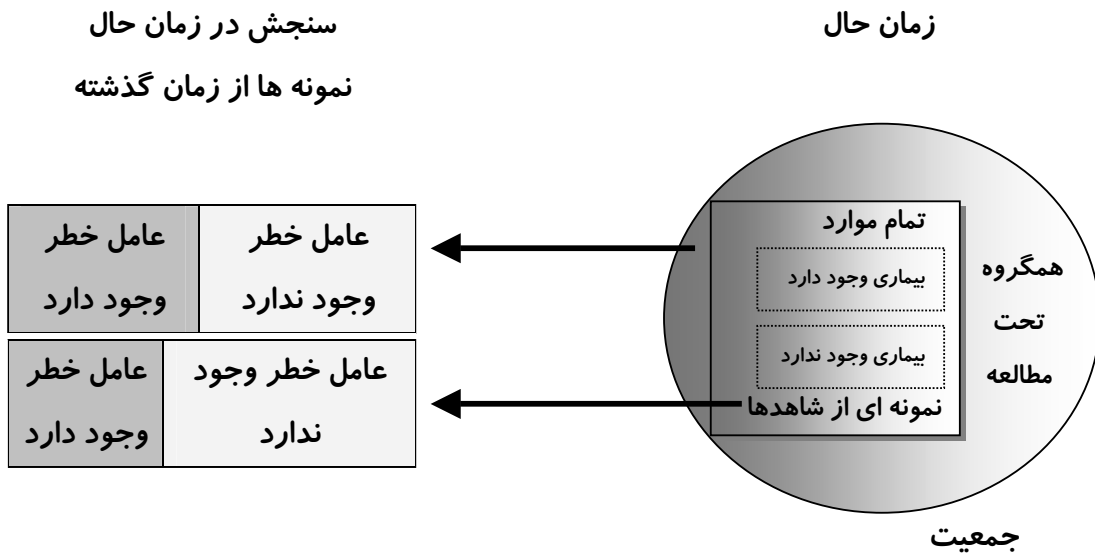 زمان حال
سنجش در زمان حال
نمونه ها از زمان گذشته
تمام موارد
بیماری وجود دارد
بیماری وجود ندارد
نمونه ای از شاهدها
همگروه
تحت
مطالعه
جمعیت
عامل خطر
وجود ندارد
عامل خطر
وجود دارد
عامل خطر وجود
ندارد
عامل خطر
وجود دارد